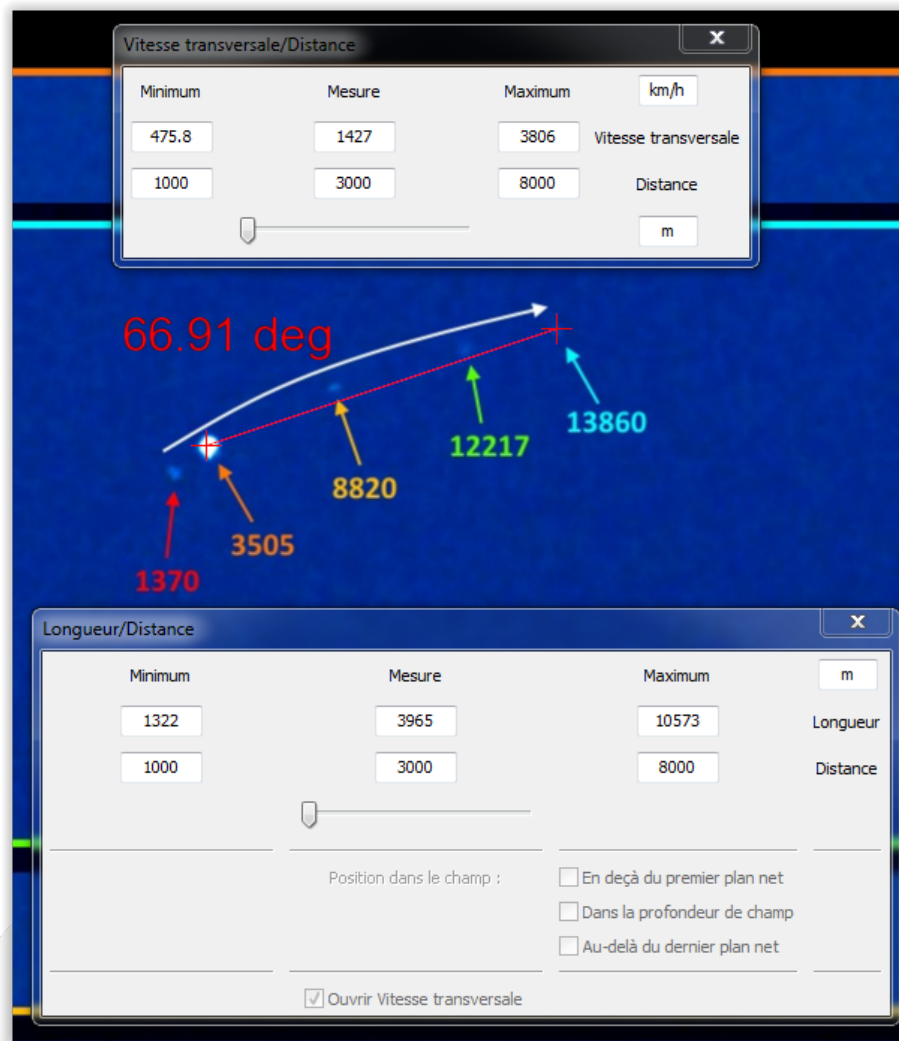 Vitesse transversale/Distance
x
Minimum Mesure Maximum km/h
475.8 1427 3806 Vitesse transversale
1000 3000 8000 Distance
m
66.91 deg
13860
12217
8820
3505
1370
Longueur/Distance
x
Minimum Mesure Maximum m
1322 3965 10573 Longueur
1000 3000 8000 Distance
Position dans le champ : En deçà du premier plan net
Dans la profondeur de champ
Au-delà du dernier plan net
Ouvrir Vitesse transversale